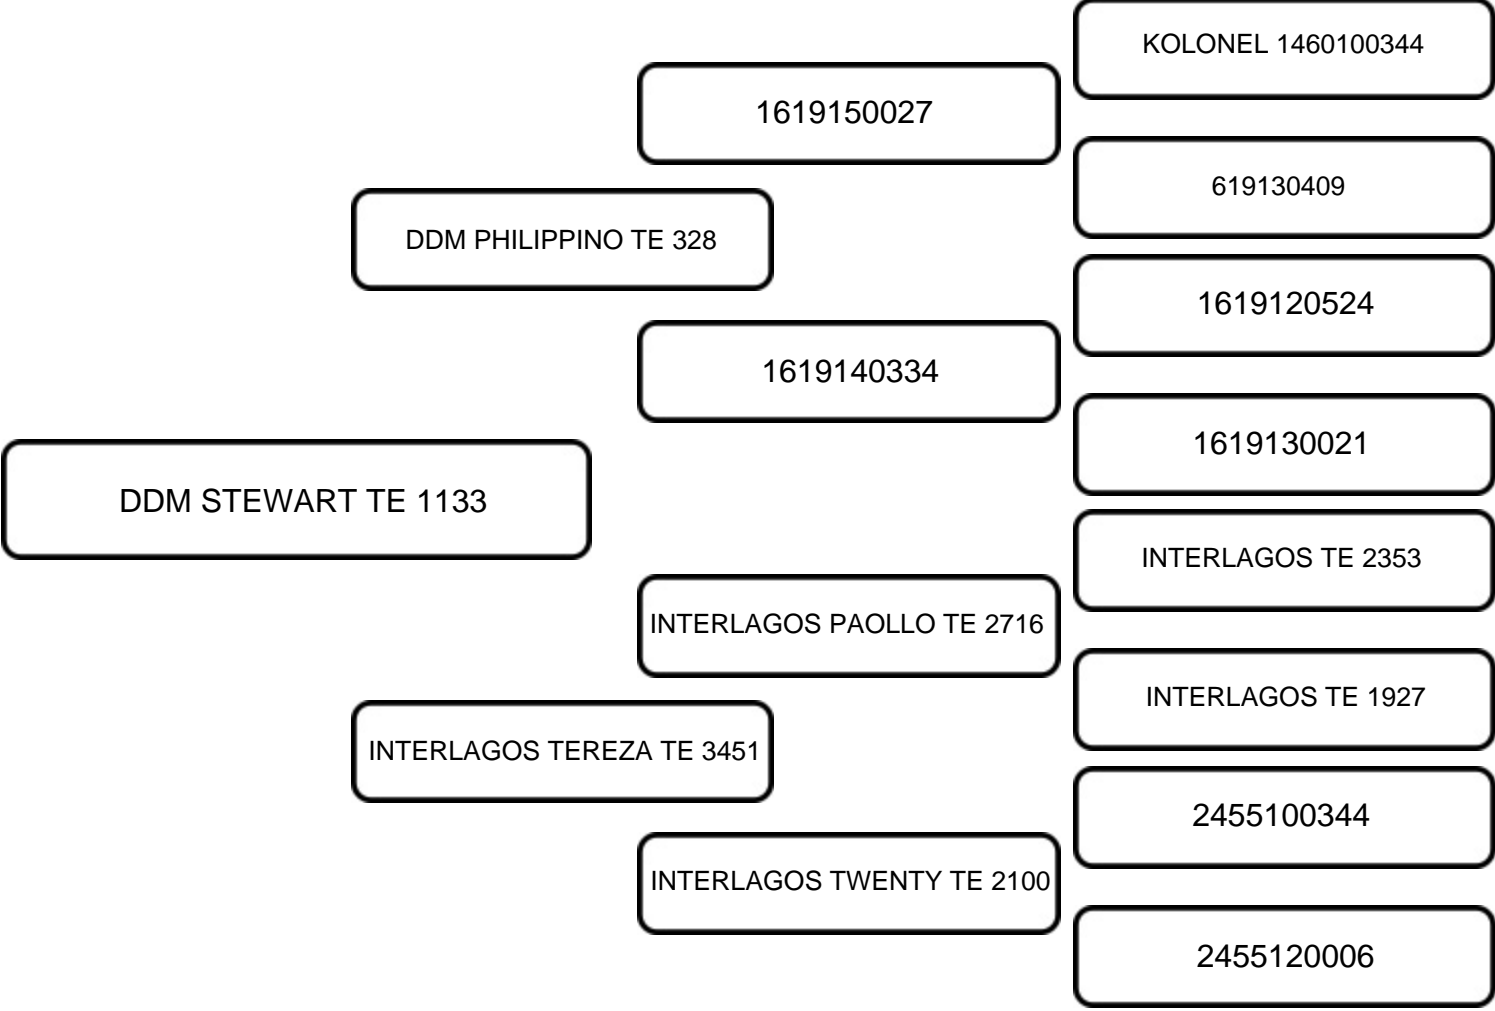 KOLONEL 1460100344
1619150027
619130409
DDM PHILIPPINO TE 328
1619120524
1619140334
1619130021
DDM STEWART TE 1133
INTERLAGOS TE 2353
INTERLAGOS PAOLLO TE 2716
INTERLAGOS TE 1927
INTERLAGOS TEREZA TE 3451
2455100344
INTERLAGOS TWENTY TE 2100
2455120006